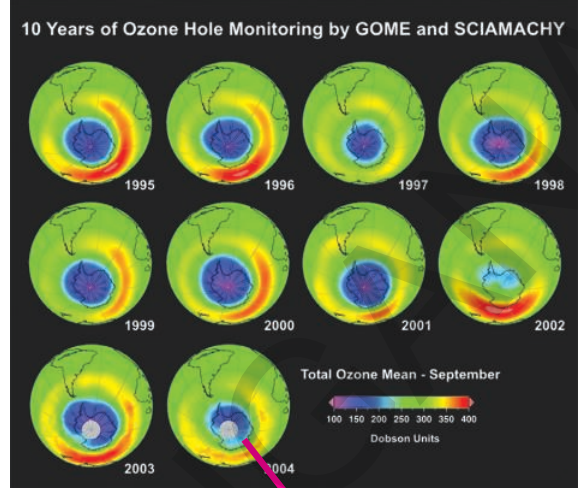 10 Years of Ozone Hole Monitoring by GOME and SCIAMACHY
1995 1996 1997 1998
1999 2000 2001 2002
2003 2004
Total Ozone Mean - September
100 150 200 250 300 350 400
Dobson Units